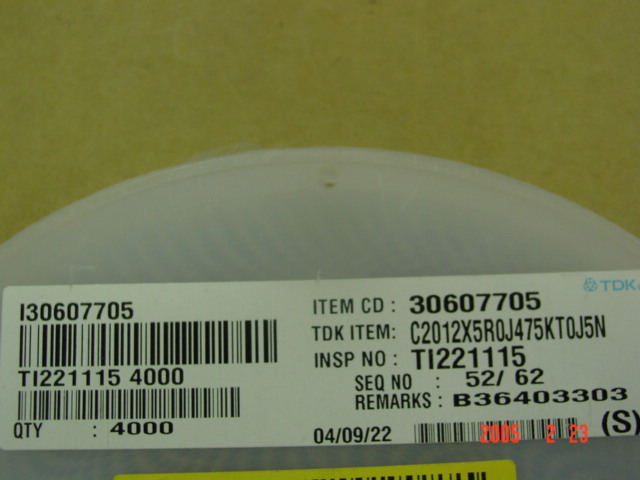 TDK
I30607705
ITEM CD : 30607705
TDK ITEM: C2012X5R0J475KT0J5N
TI221115 4000
INSP NO : TI221115
SEQ NO : 52/ 62
REMARKS : B36403303
QTY : 4000
04/09/22
(S)
2005 2 23